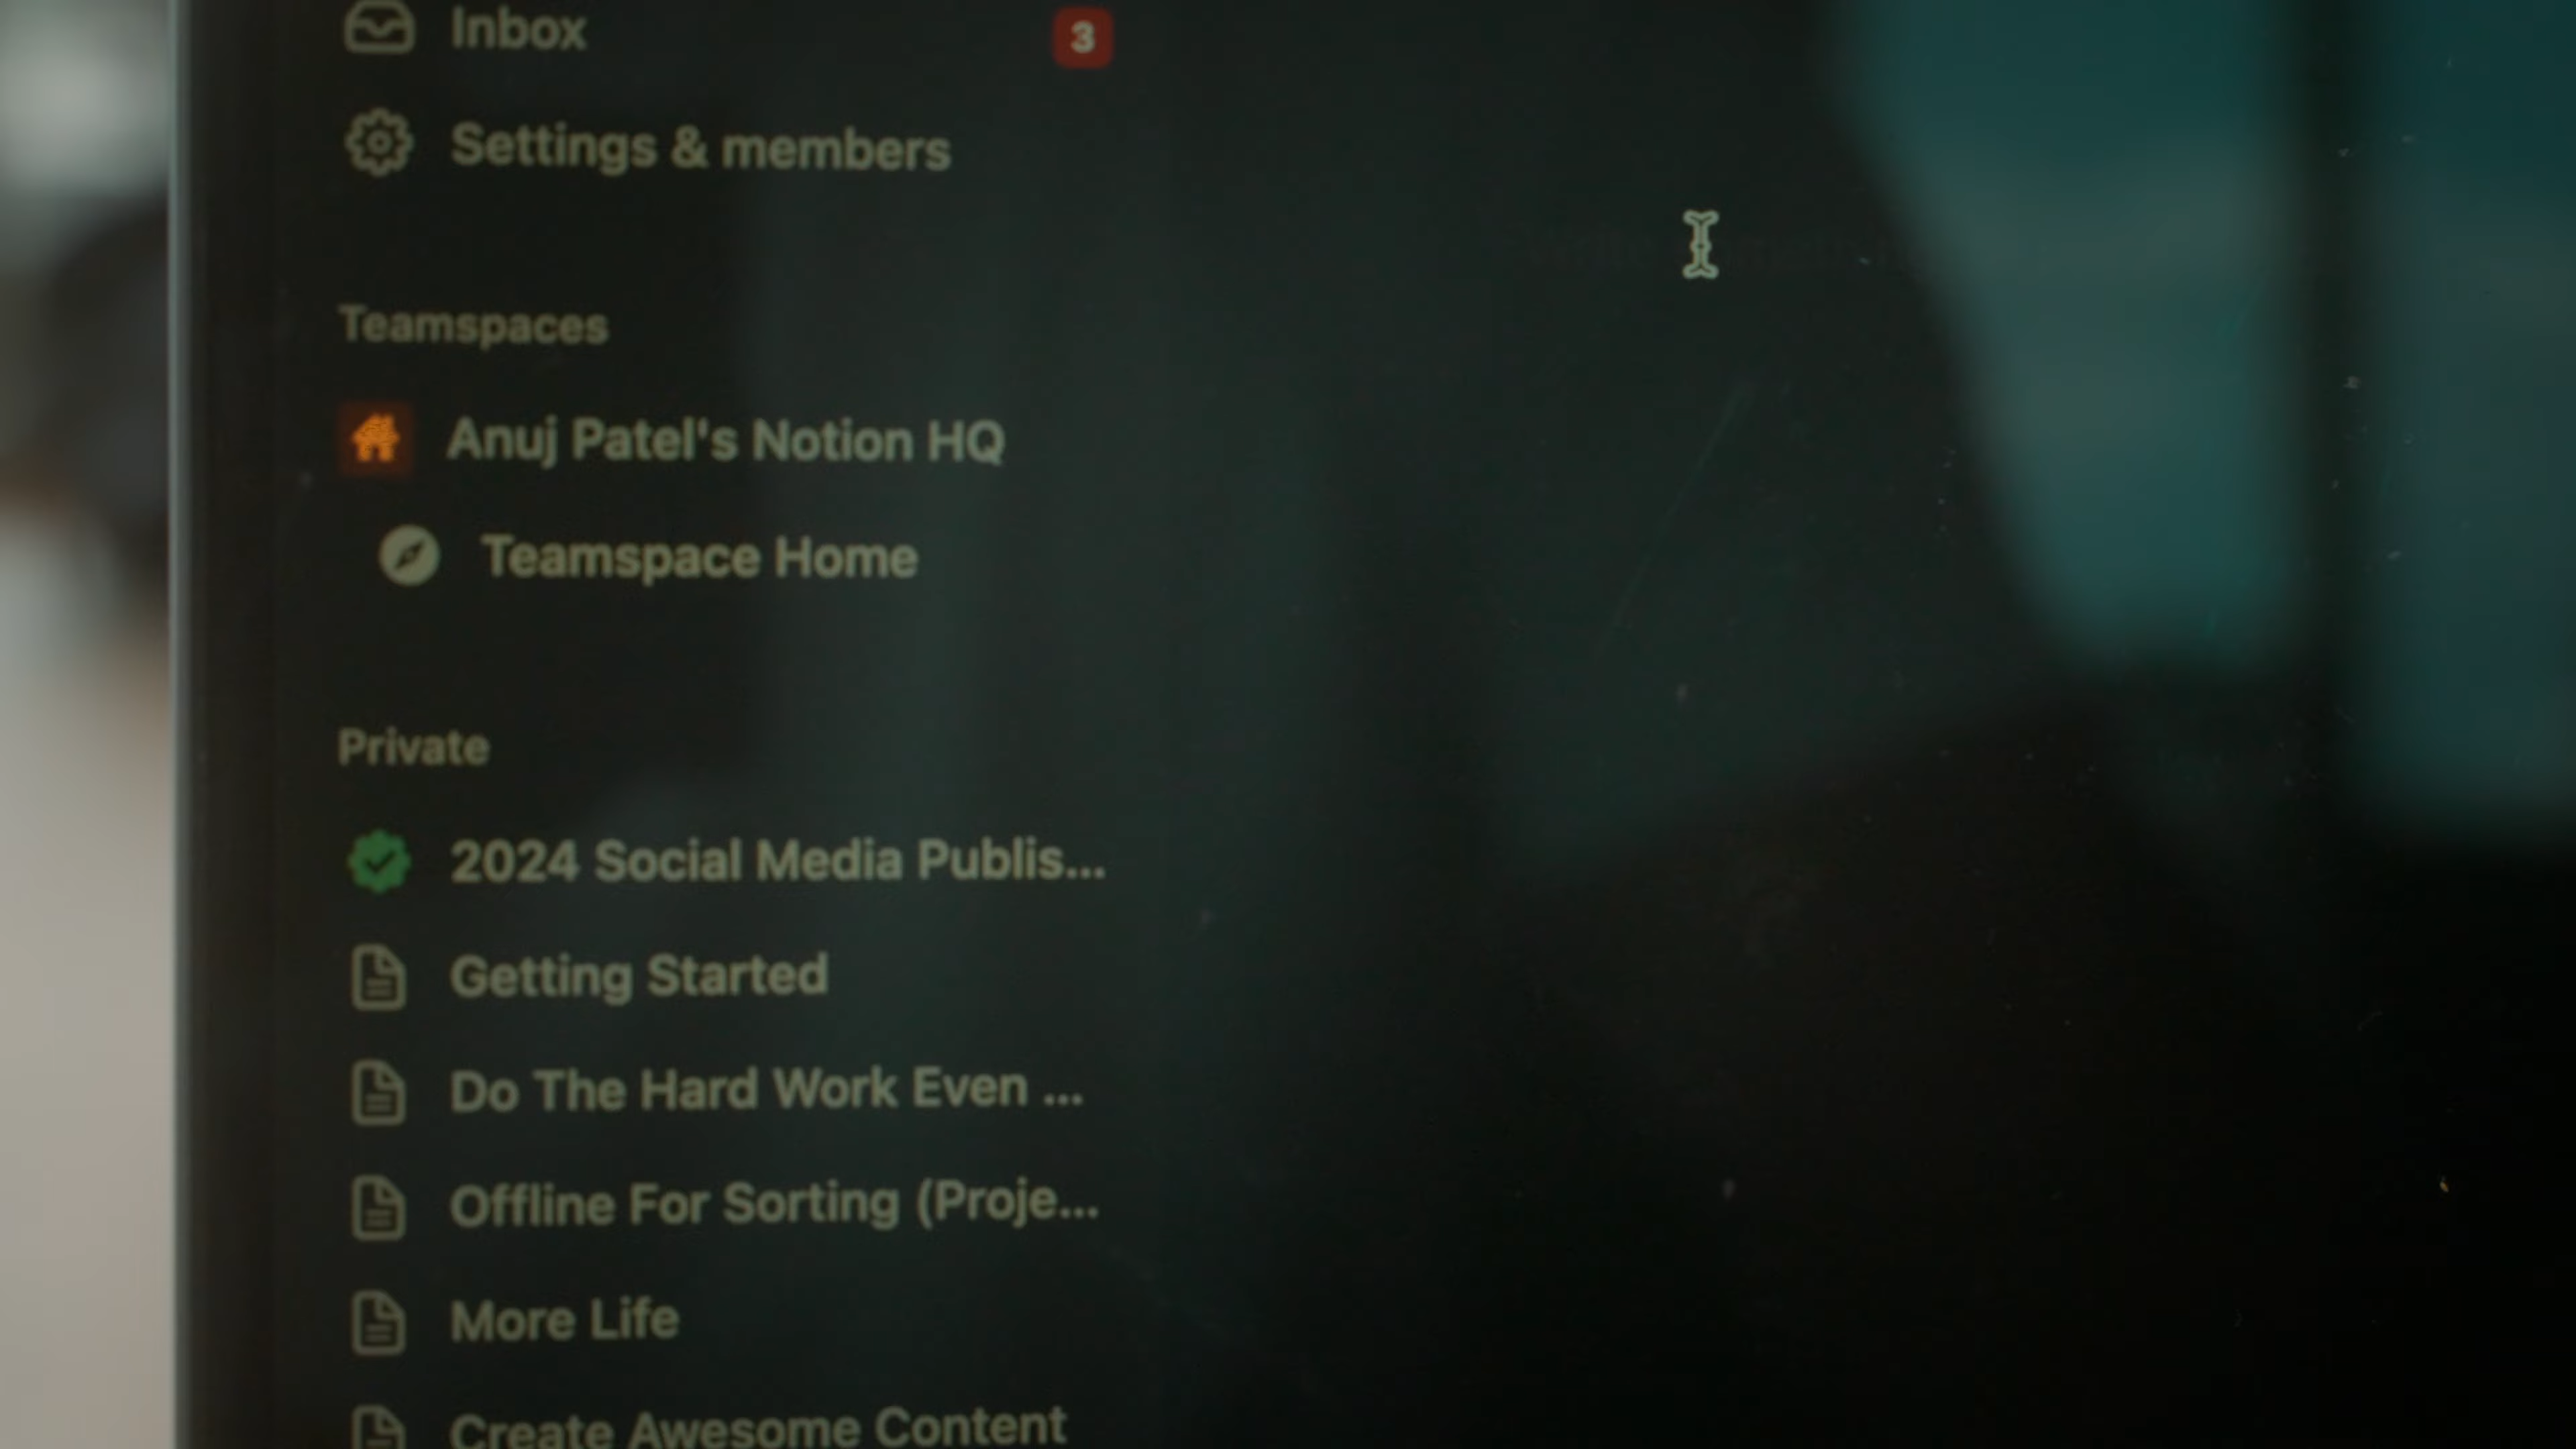 Inbox
3
Settings & members
Teamspaces
Anuj Patel's Notion HQ
Teamspace Home
Private
2024 Social Media Publis...
Getting Started
Do The Hard Work Even ...
Offline For Sorting (Proje...
More Life
Create Awesome Content